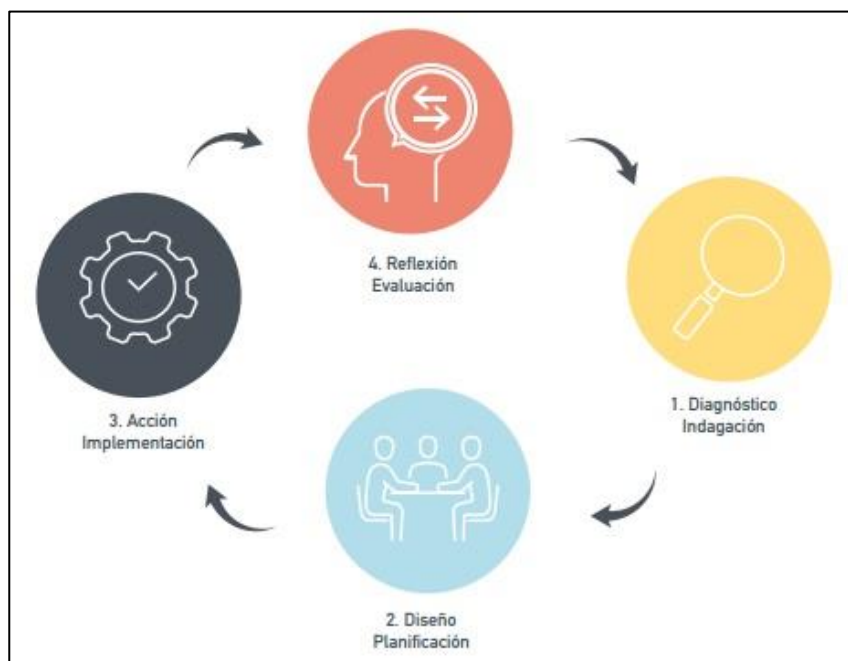 4. Reflexión
Evaluación
1. Diagnóstico
Indagación
3. Acción
Implementación
2. Diseño
Planificación